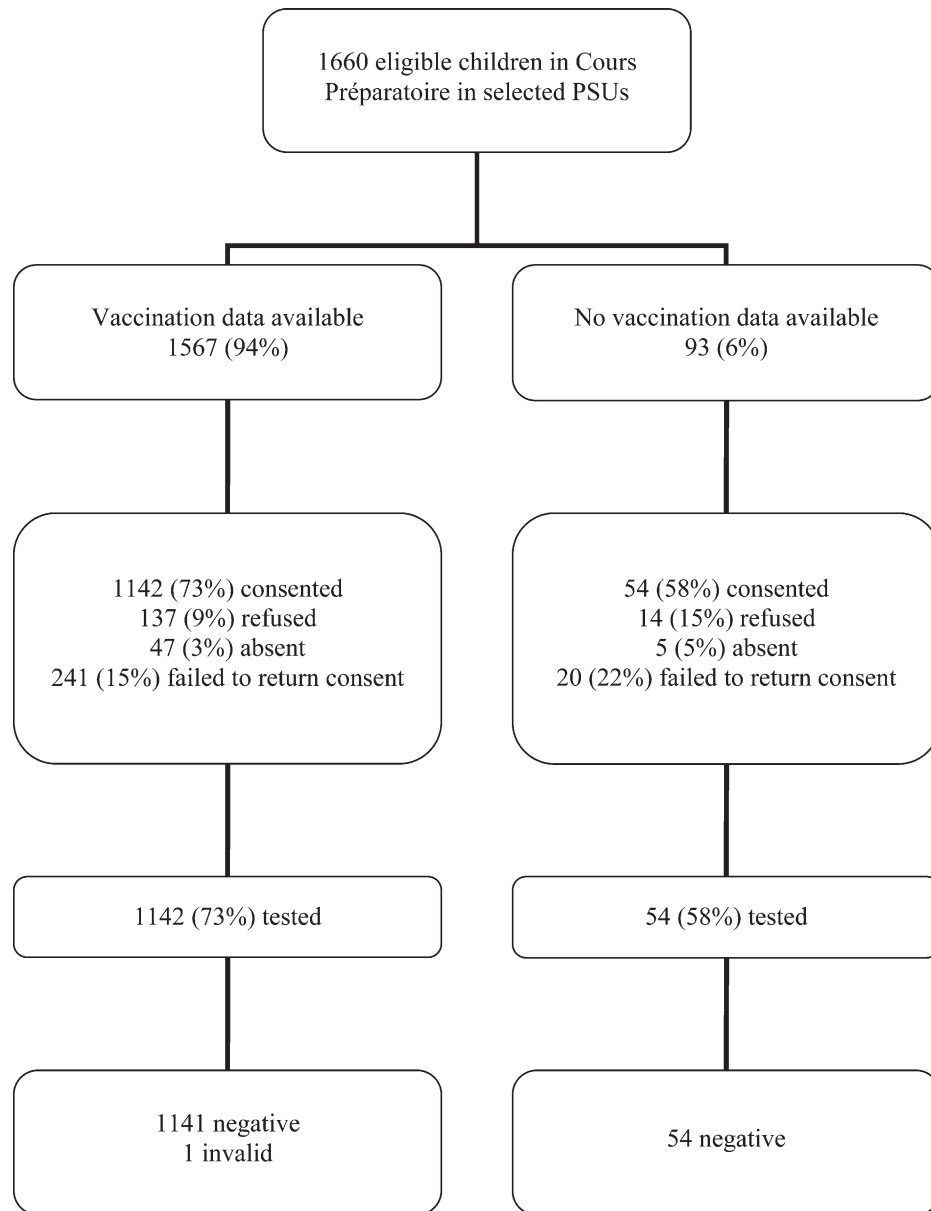 1660 eligible children in Cours
Préparatoire in selected PSUs
Vaccination data available
1567 (94%)
No vaccination data available
93 (6%)
1142 (73%) consented
137 (9%) refused
47 (3%) absent
241 (15%) failed to return consent
54 (58%) consented
14 (15%) refused
5 (5%) absent
20 (22%) failed to return consent
1142 (73%) tested
54 (58%) tested
1141 negative
1 invalid
54 negative